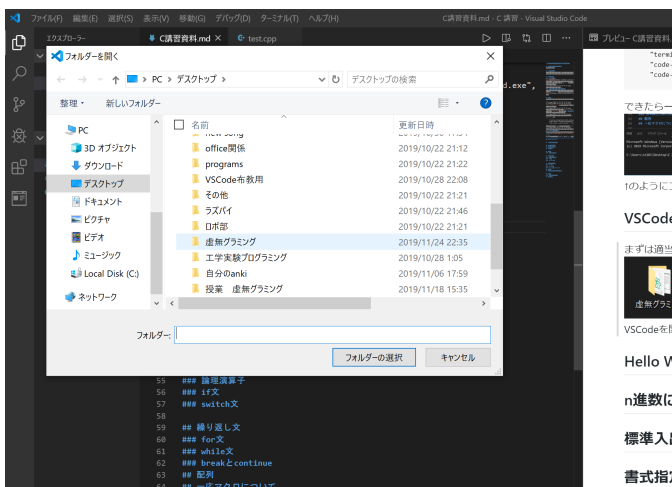 ファイル(F) 編集(E) 選択(S) 表示(V) 移動(G) デバッグ(D) ターミナル(T) ヘルプ(H) C講習資料.md - C 講習 - Visual Studio Code
エクスプローラー C講習資料.md × test.cpp プレビュー C講習資料.
フォルダーを開く
PC デスクトップ デスクトップの検索
整理 新しいフォルダー
名前 更新日時
PC
3D オブジェクト
ダウンロード
デスクトップ
ドキュメント
ピクチャ
ビデオ
ミュージック
Local Disk (C:)
ネットワーク
new song
office関係 2019/10/22 21:12
programs 2019/10/22 21:22
VSCode布教用 2019/10/28 22:08
その他 2019/10/22 21:21
ラズパイ 2019/10/22 21:46
ロボ部 2019/10/22 21:21
虚無グラミング 2019/11/24 22:35
工学実験プログラミング 2019/10/28 1:05
自分のanki 2019/11/06 17:59
授業 虚無グラミング 2019/11/18 15:35
フォルダー:
フォルダーの選択 キャンセル
d.exe",
55 ### 論理演算子
56 ### if文
57 ### switch文
58
59 ## 繰り返し文
60 ### for文
61 ### while文
62 ### breakとcontinue
63 ## 配列
"termi
"code-
"code-
できたら一
↑のように
VSCode
まずは適当
虚無グラミ
VSCodeを
Hello W
n進数に
標準入出
書式指定